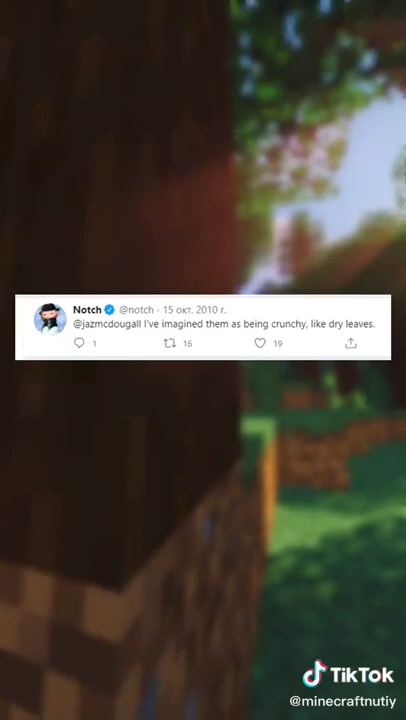 Notch @notch · 15 окт. 2010 г.
@jazmcdougall I've imagined them as being crunchy, like dry leaves.
1 16 19
TikTok
@minecraftnutiy